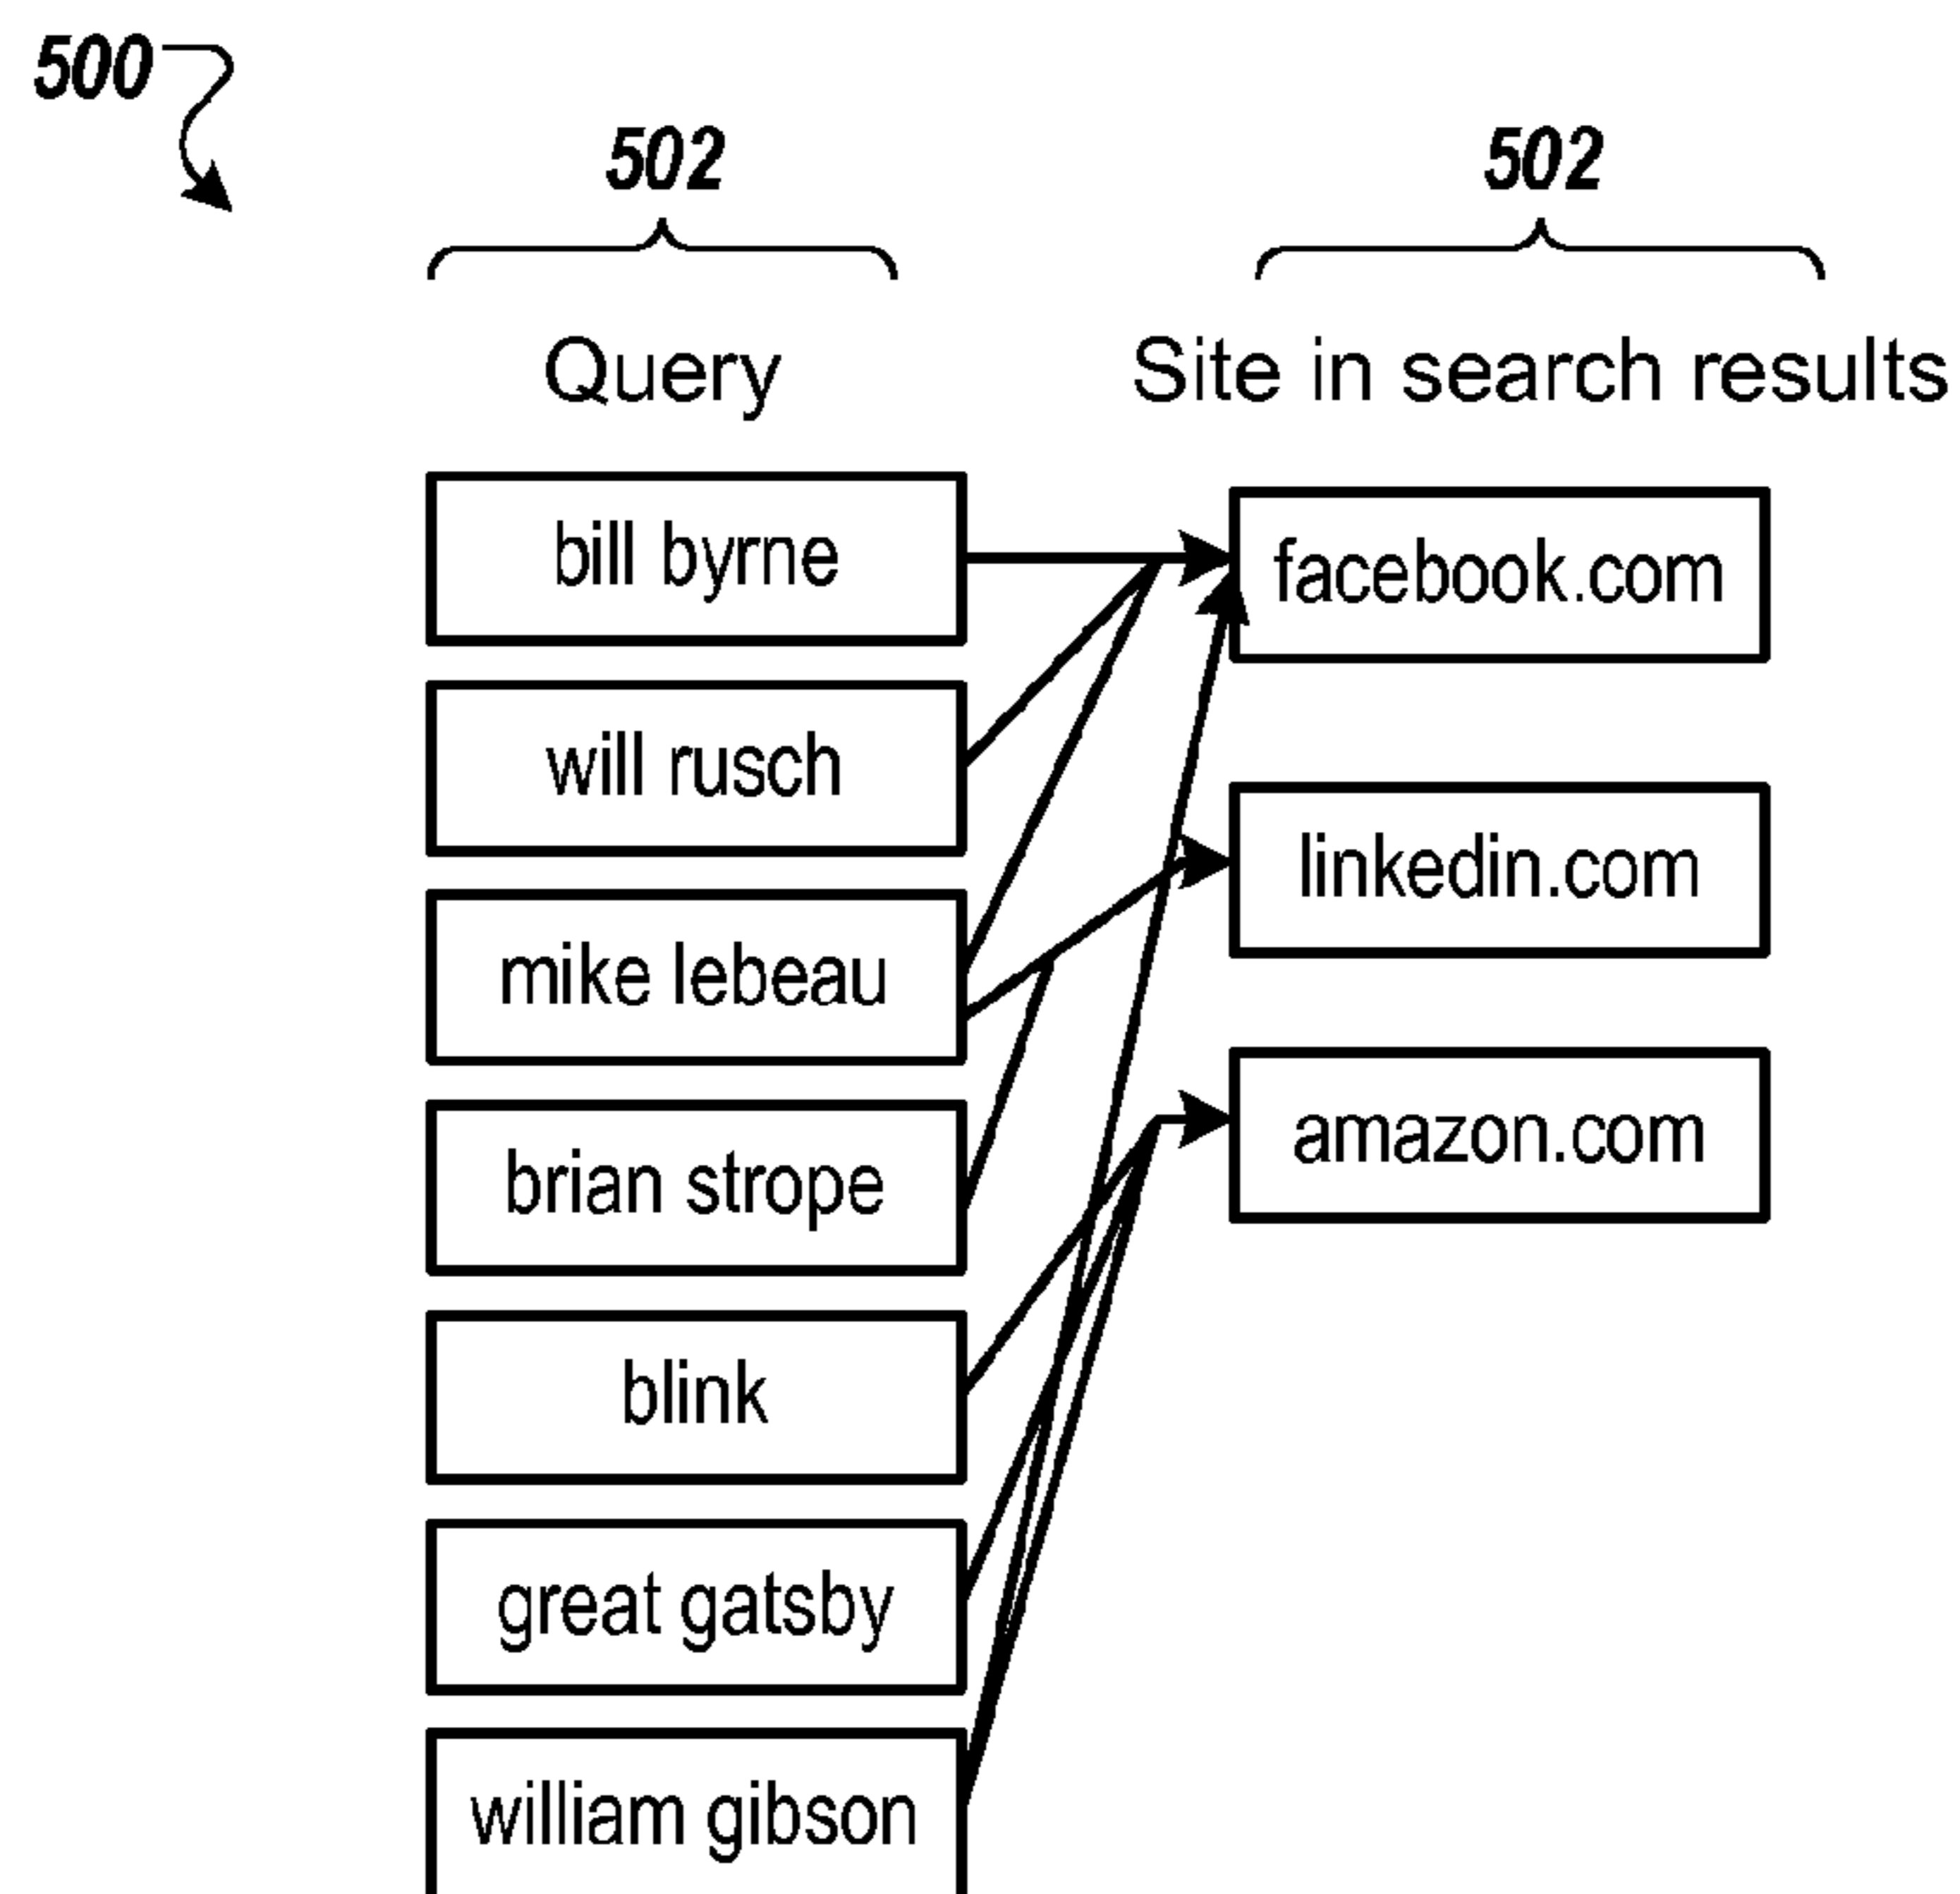 500
502 502
Query Site in search results
bill byrne facebook.com
will rusch
mike lebeau linkedin.com
brian strope amazon.com
blink
great gatsby
william gibson